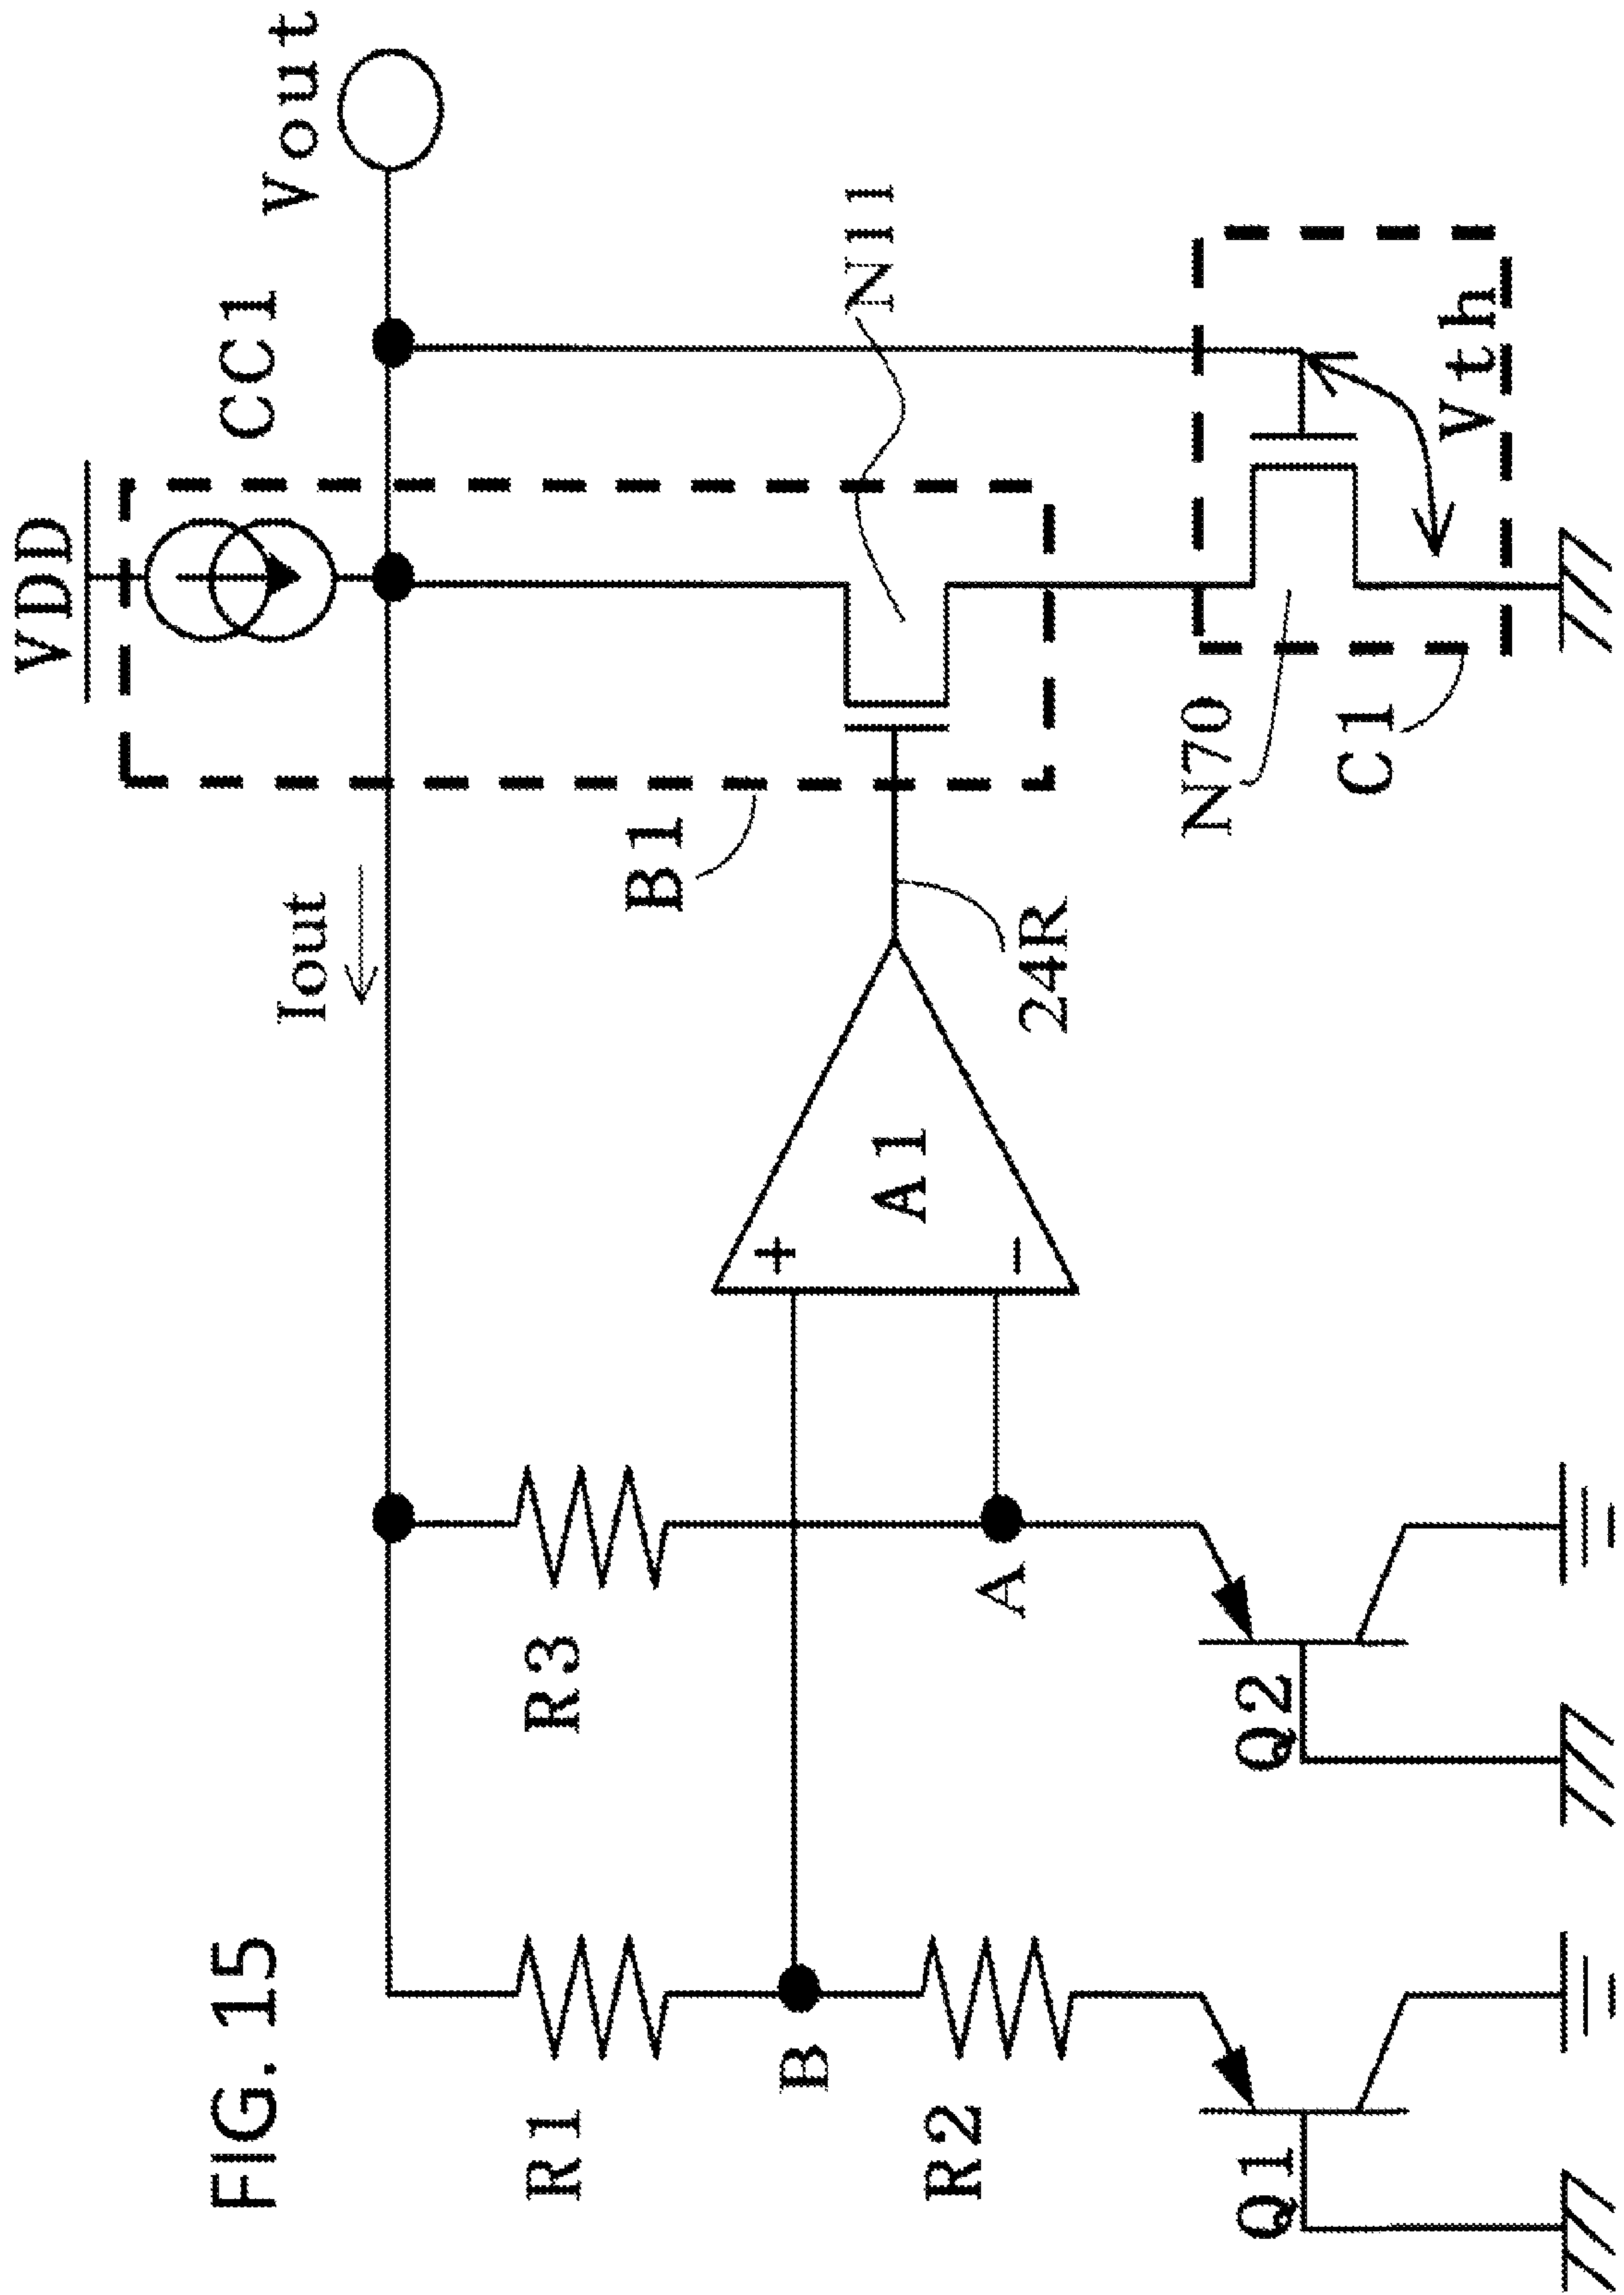 FIG. 15
VDD
CC1
Vout
Iout
R1
R3
B1
N11
B
A
+
−
A1
24R
R2
N70
C1
Vth
Q1
Q2